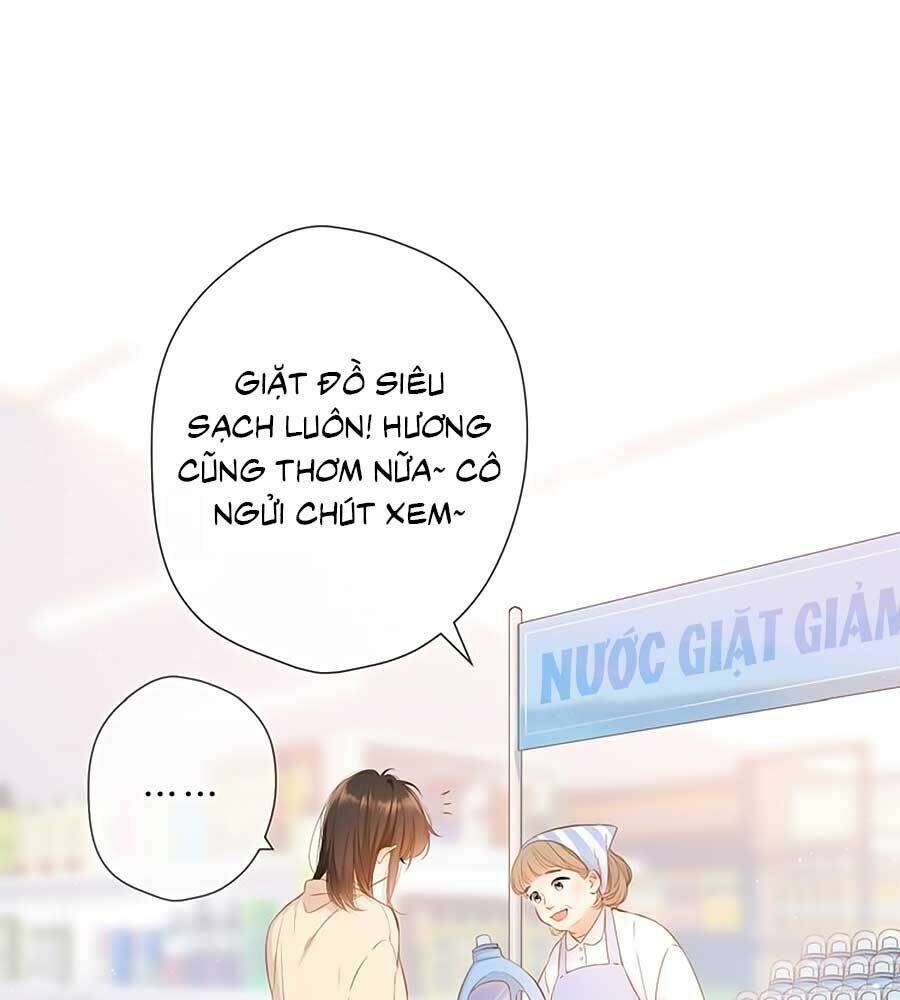 GIẶT ĐỒ SIÊU
SẠCH LUÔN! HƯƠNG
CŨNG THƠM NỮA~ CÔ
NGỬI CHÚT XEM~
NƯỚC GIẶT GIẢM
......